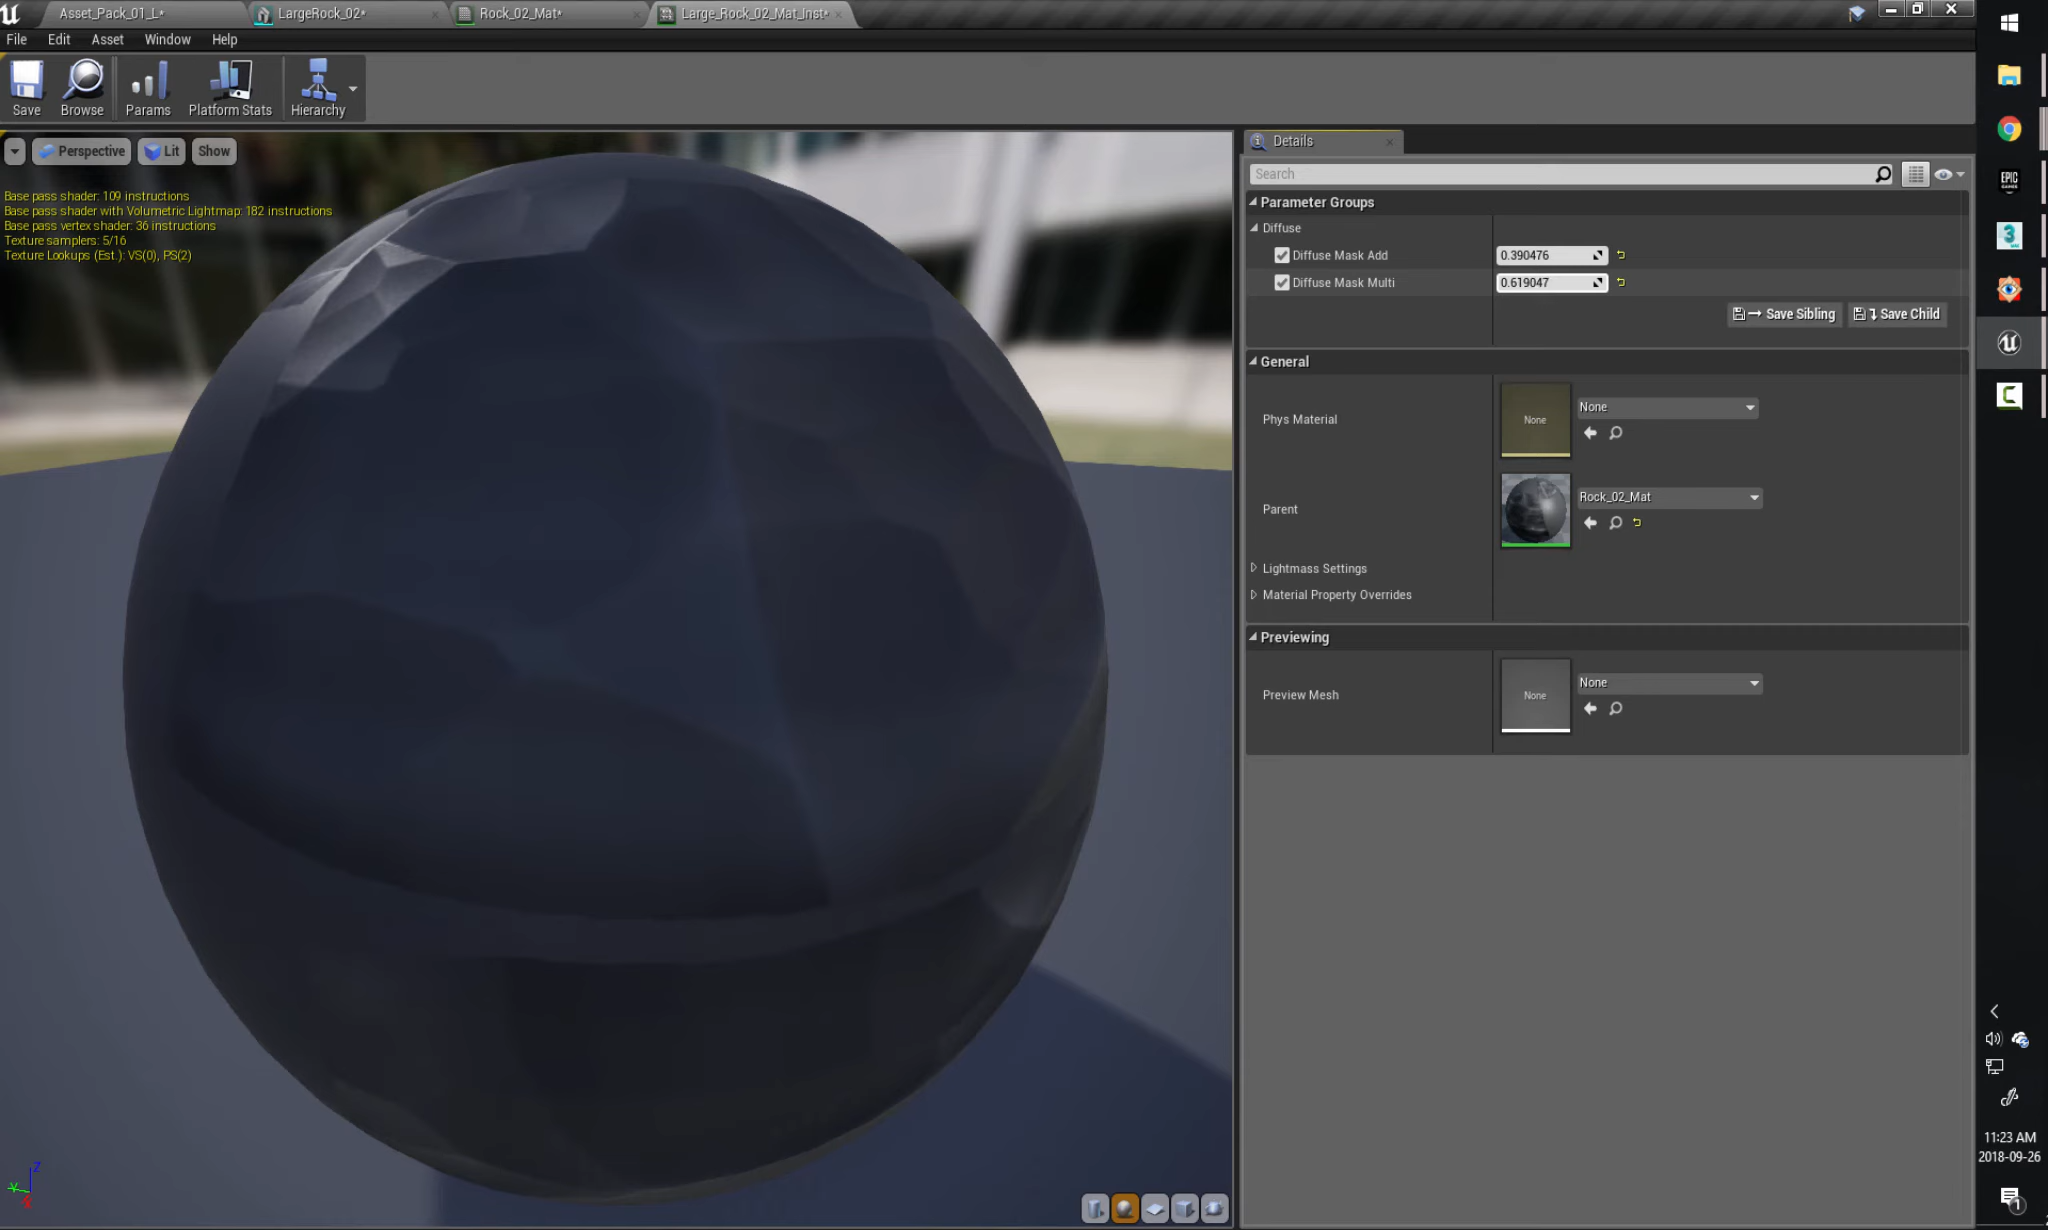 Asset_Pack_01_L*
LargeRock_02*
Rock_02_Mat*
Large_Rock_02_Mat_Inst*
File Edit Asset Window Help
Save Browse Params Platform Stats Hierarchy
Perspective Lit Show
Base pass shader: 109 instructions
Base pass shader with Volumetric Lightmap: 182 instructions
Base pass vertex shader: 36 instructions
Texture samplers: 5/16
Texture Lookups (Est.): VS(0), PS(2)
Z
Y
X
Details
Search
Parameter Groups
Diffuse
Diffuse Mask Add 0.390476
Diffuse Mask Multi 0.619047
Save Sibling Save Child
General
Phys Material None None
Parent Rock_02_Mat
Lightmass Settings
Material Property Overrides
Previewing
Preview Mesh None None
EPIC
GAMES
3
C
11:23 AM
2018-09-26
1